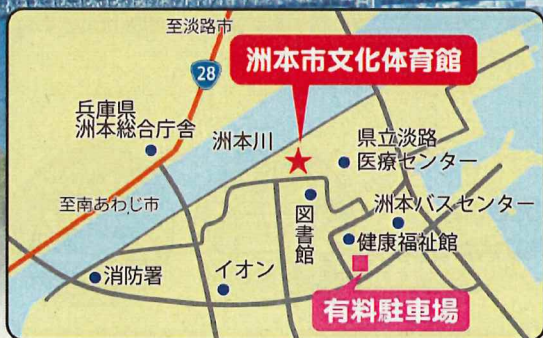 至淡路市
28
洲本市文化体育館
兵庫県
洲本総合庁舎
洲本川
県立淡路
医療センター
至南あわじ市
図書館
洲本バスセンター
健康福祉館
消防署
イオン
有料駐車場